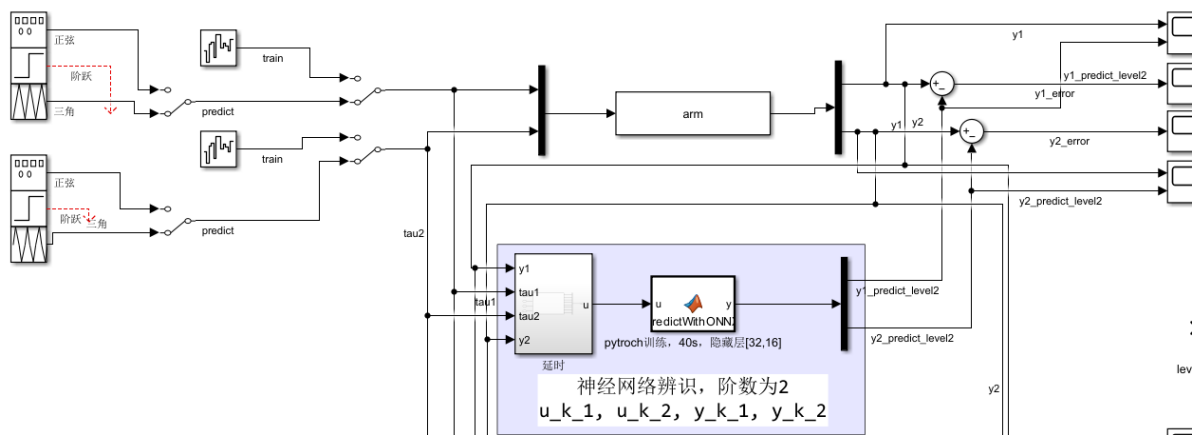 正弦
阶跃
三角
predict
train
train
正弦
阶跃
三角
predict
tau2
arm
y1
y1_predict_level2
y1_error
y1
y2
y2_error
y2_predict_level2
y1
tau1
tau2
y2
u
tau1
延时
u
y
redictWithONN
pytroch训练，40s，隐藏层[32,16]
y1_predict_level2
y2_predict_level2
神经网络辨识，阶数为2
u_k_1, u_k_2, y_k_1, y_k_2
y2
lev